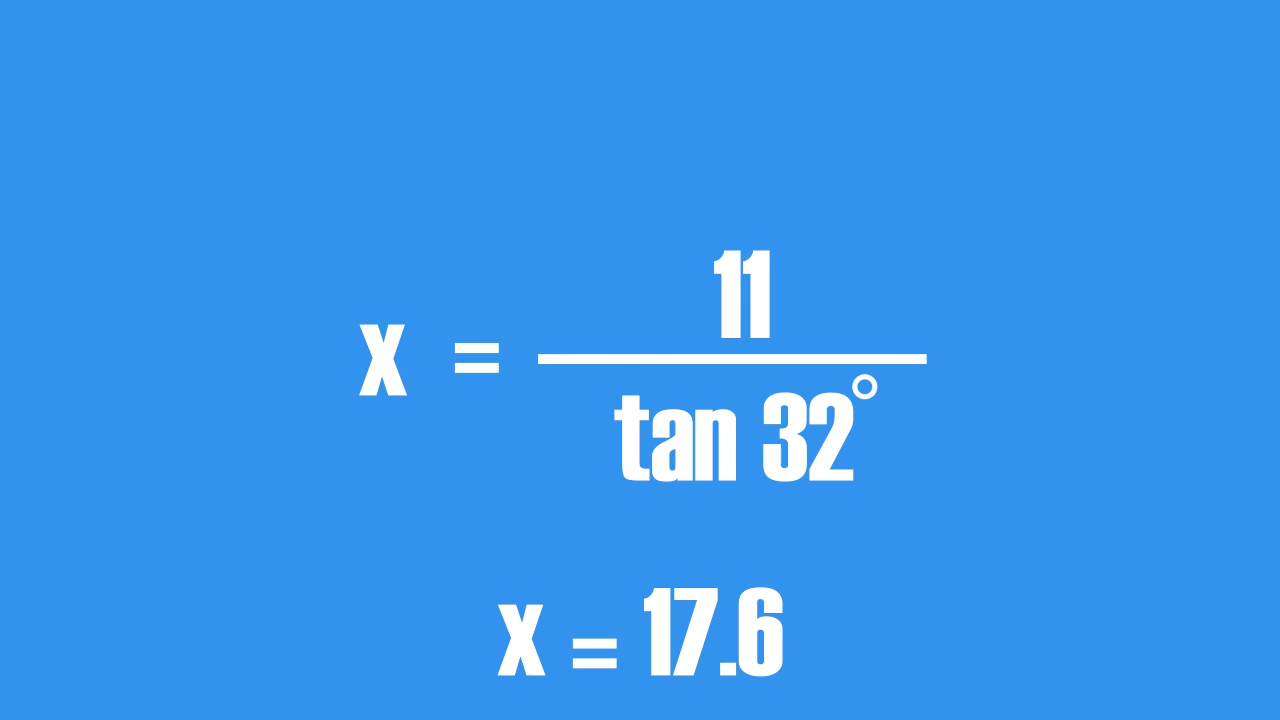 11
x = 
tan 32°
x = 17.6